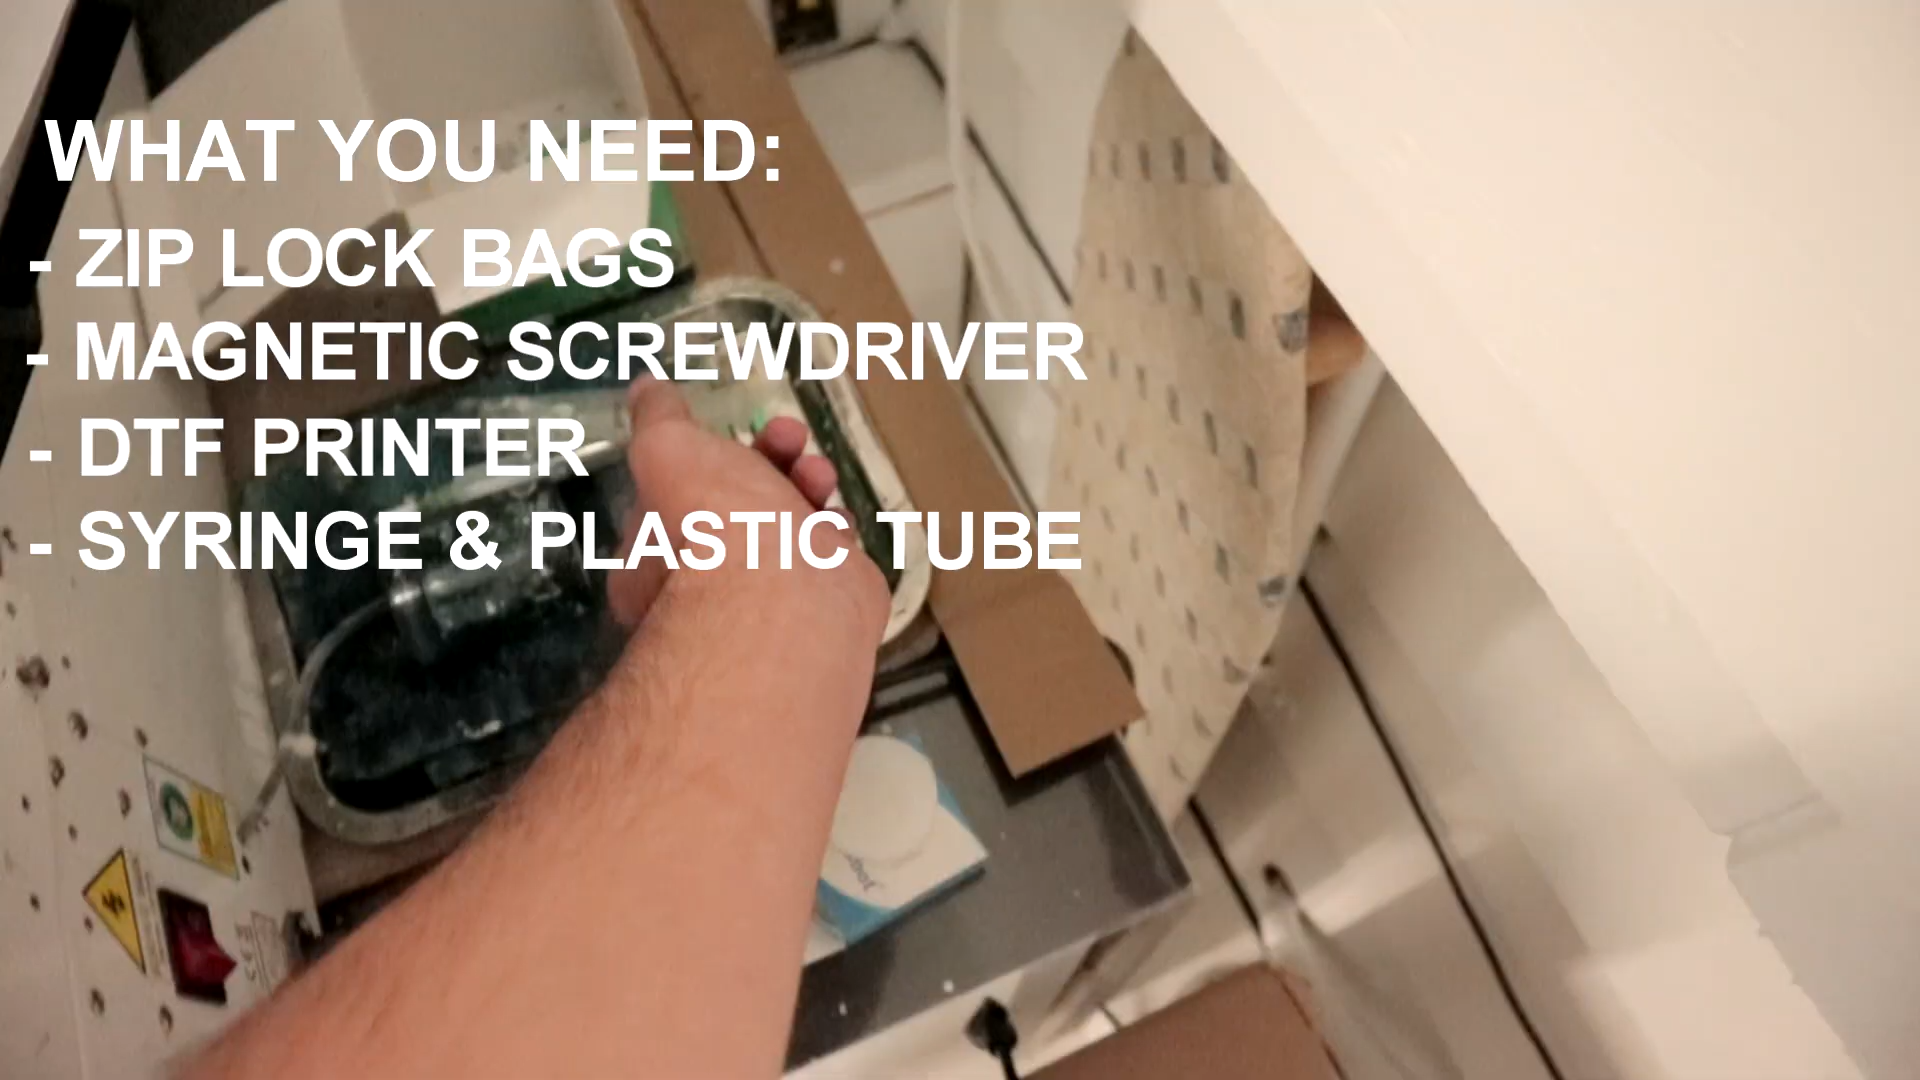 WHAT YOU NEED:
- ZIP LOCK BAGS
- MAGNETIC SCREWDRIVER
- DTF PRINTER
- SYRINGE & PLASTIC TUBE